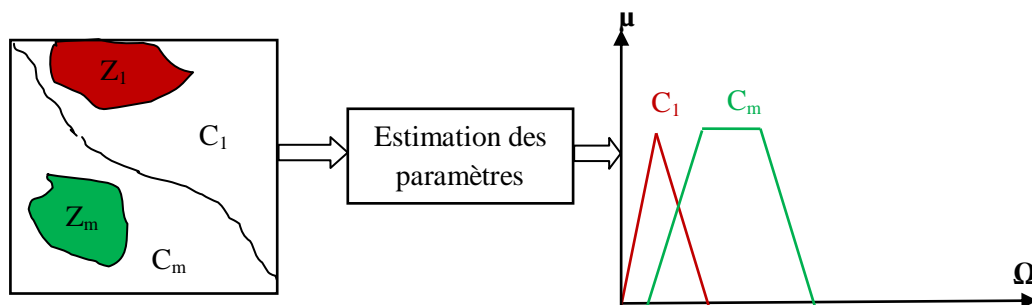 Z1
C1
Zm
Cm
Estimation des
paramètres
µ
C1
Cm
Ω